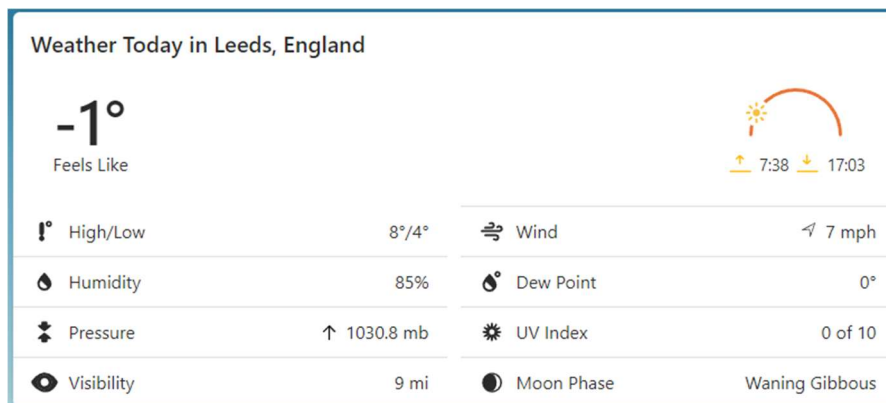 Weather Today in Leeds, England
-1°
Feels Like
7:38 17:03
High/Low 8°/4°
Wind 7 mph
Humidity 85%
Dew Point 0°
Pressure ↑ 1030.8 mb
UV Index 0 of 10
Visibility 9 mi
Moon Phase Waning Gibbous